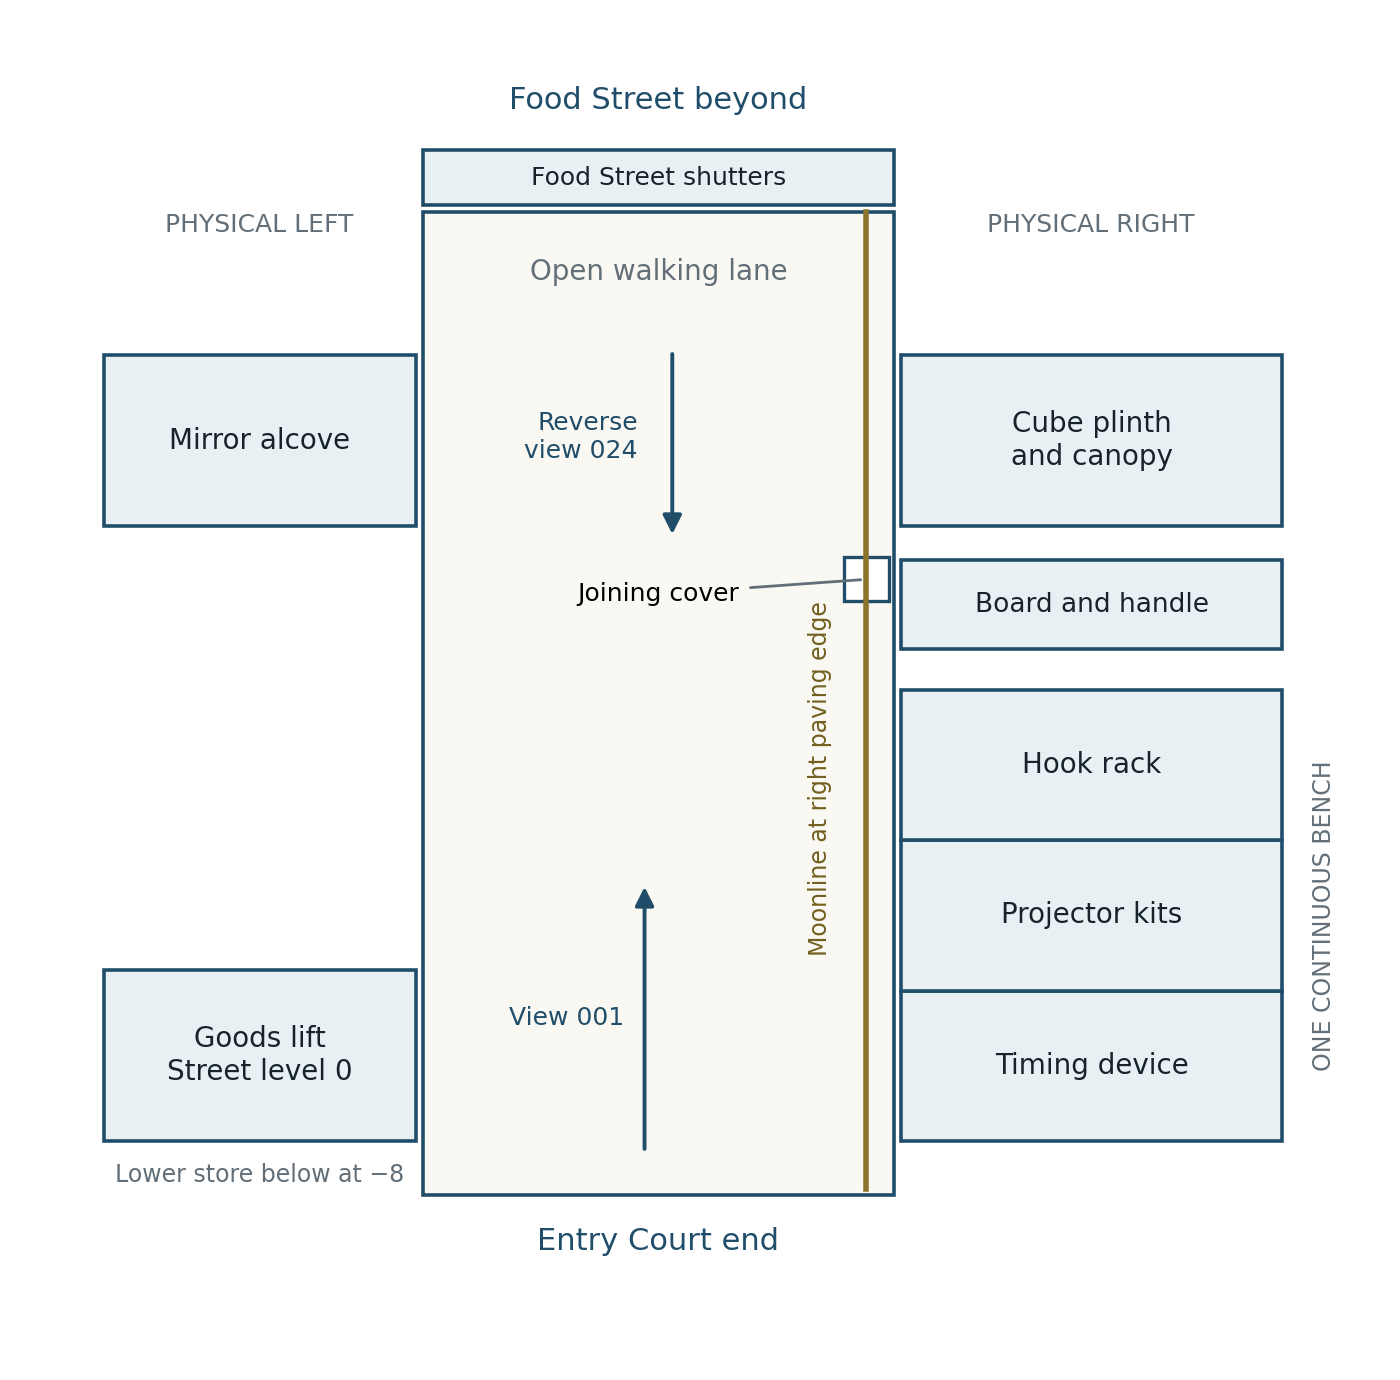 Food Street beyond
Food Street shutters
PHYSICAL LEFT
PHYSICAL RIGHT
Open walking lane
Mirror alcove
Reverse
view 024
Cube plinth
and canopy
Joining cover
Board and handle
Moonline at right paving edge
Hook rack
Projector kits
ONE CONTINUOUS BENCH
Goods lift
Street level 0
View 001
Timing device
Lower store below at −8
Entry Court end